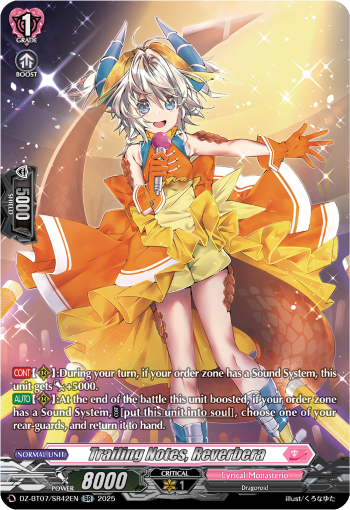 1
GRADE
BOOST
5000
SHIELD
CONT【】:During your turn, if your order zone has a Sound System, this
unit gets +5000.
AUTO【】:At the end of the battle this unit boosted, if your order zone
has a Sound System, [put this unit into soul], choose one of your
rear-guards, and return it to hand.
NORMAL UNIT
Trailing Notes, Reverbera
POWER 8000
CRITICAL
1
Lyrical Monasterio
Dragoroid
DZ-BT07/SR42EN SR 2025
illust/くろなゆた